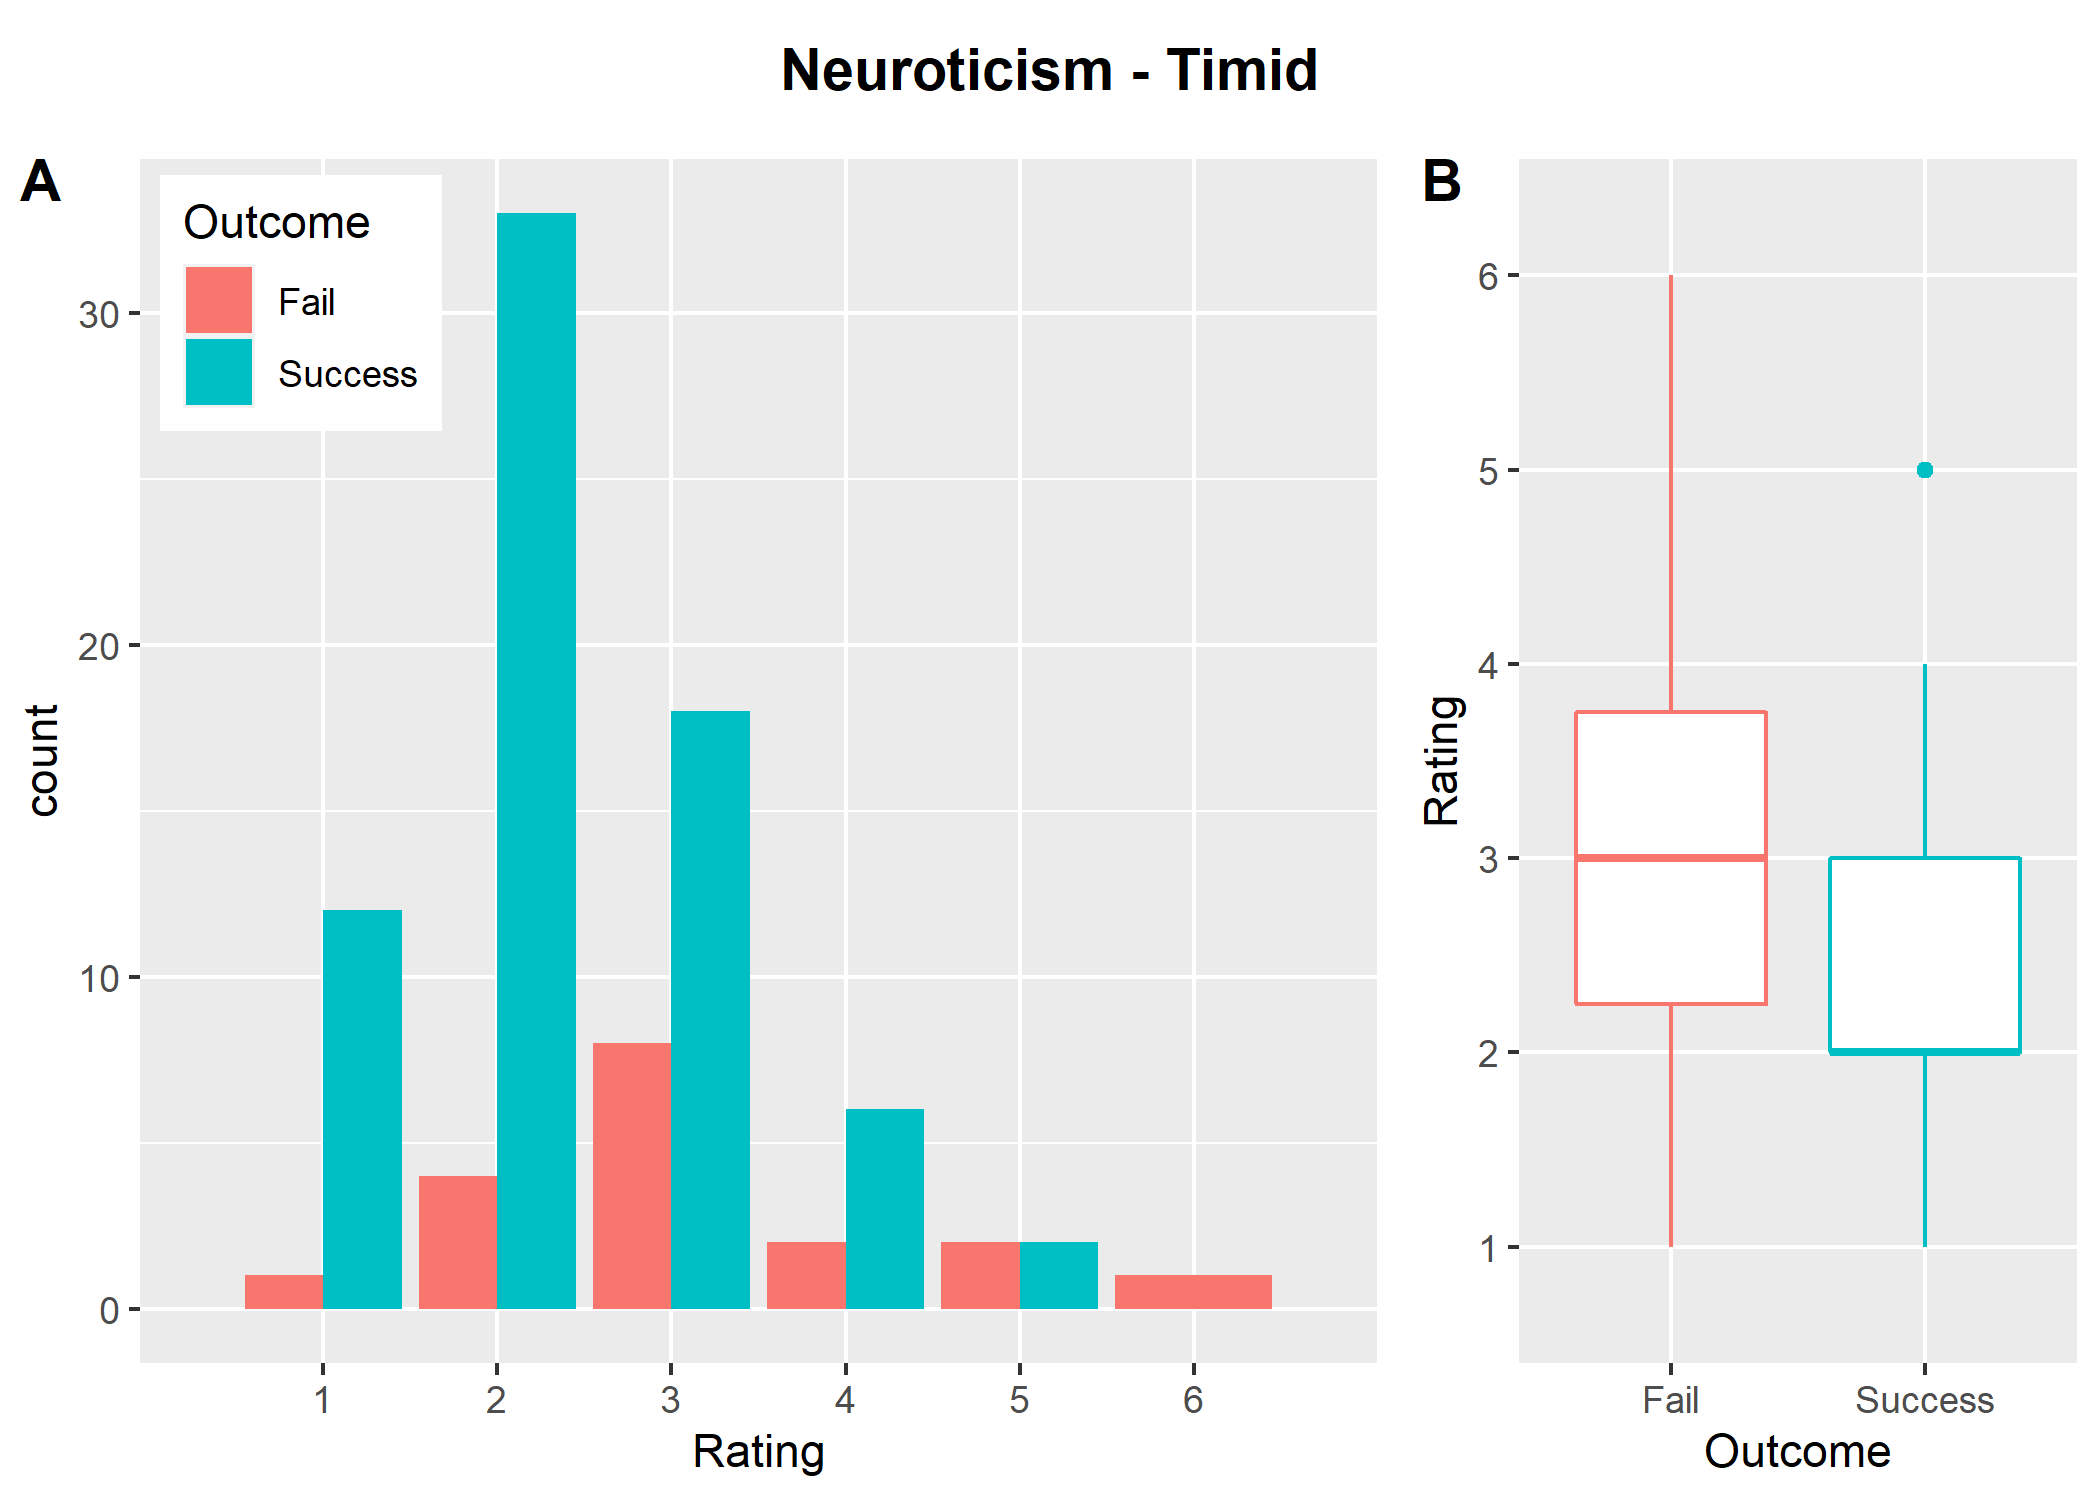 Neuroticism - Timid
A
Outcome
Fail
Success
30
20
10
0
count
1 2 3 4 5 6
Rating
B
6
5
4
3
2
1
Rating
Fail Success
Outcome